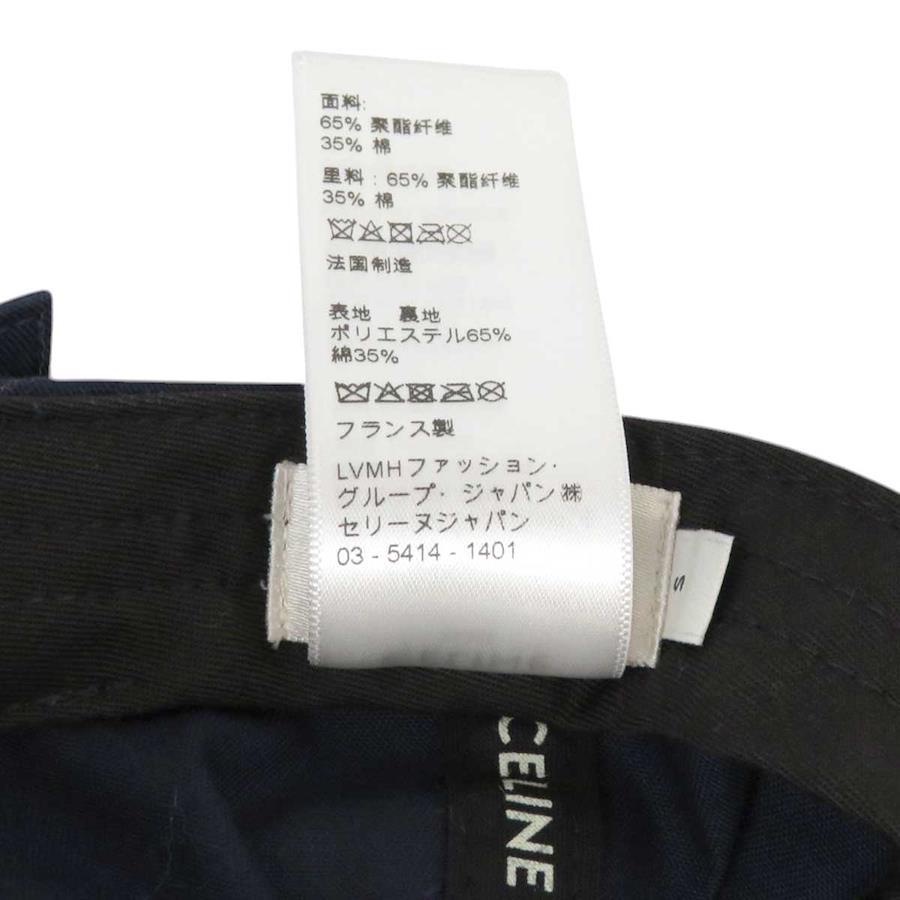 面料:
65% 聚酯纤维
35% 棉
里料 : 65% 聚酯纤维
35% 棉
法国制造
表地　裏地
ポリエステル65%
綿35%
フランス製
LVMHファッション・
グループ・ジャパン㈱
セリーヌジャパン
03 - 5414 - 1401
S
CELINE